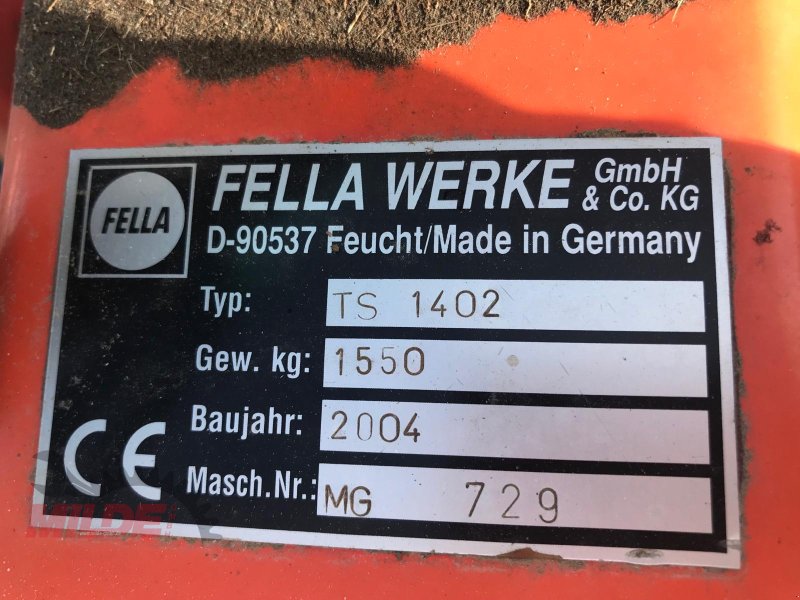 FELLA
FELLA WERKE GmbH & Co. KG
D-90537 Feucht/Made in Germany
Typ: TS 1402
Gew. kg: 1550
Baujahr: 2004
Masch.Nr.: MG 729
CE
MILDE